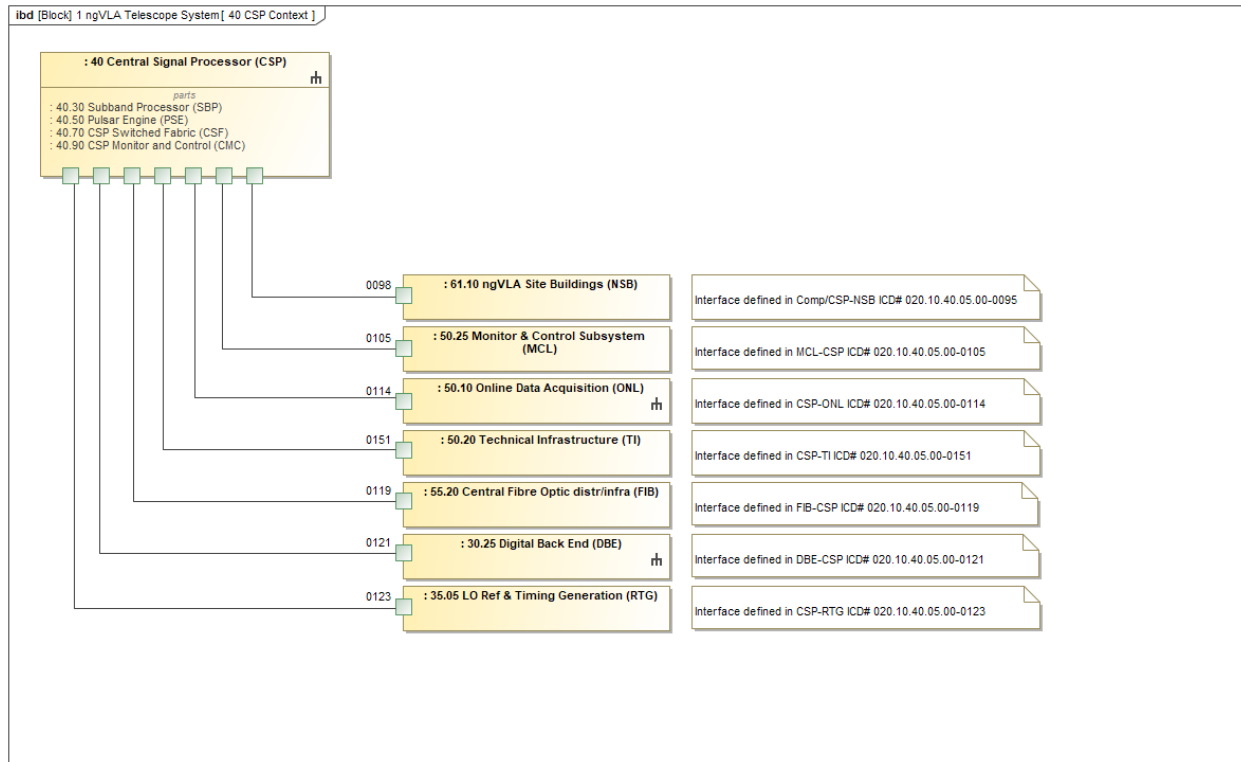 ibd [Block] 1 ngVLA Telescope System[ 40 CSP Context ]
: 40 Central Signal Processor (CSP)
parts
: 40.30 Subband Processor (SBP)
: 40.50 Pulsar Engine (PSE)
: 40.70 CSP Switched Fabric (CSF)
: 40.90 CSP Monitor and Control (CMC)
0098
: 61.10 ngVLA Site Buildings (NSB)
Interface defined in Comp/CSP-NSB ICD# 020.10.40.05.00-0095
0105
: 50.25 Monitor & Control Subsystem
(MCL)
Interface defined in MCL-CSP ICD# 020.10.40.05.00-0105
0114
: 50.10 Online Data Acquisition (ONL)
Interface defined in CSP-ONL ICD# 020.10.40.05.00-0114
0151
: 50.20 Technical Infrastructure (TI)
Interface defined in CSP-TI ICD# 020.10.40.05.00-0151
0119
: 55.20 Central Fibre Optic distr/infra (FIB)
Interface defined in FIB-CSP ICD# 020.10.40.05.00-0119
0121
: 30.25 Digital Back End (DBE)
Interface defined in DBE-CSP ICD# 020.10.40.05.00-0121
0123
: 35.05 LO Ref & Timing Generation (RTG)
Interface defined in CSP-RTG ICD# 020.10.40.05.00-0123